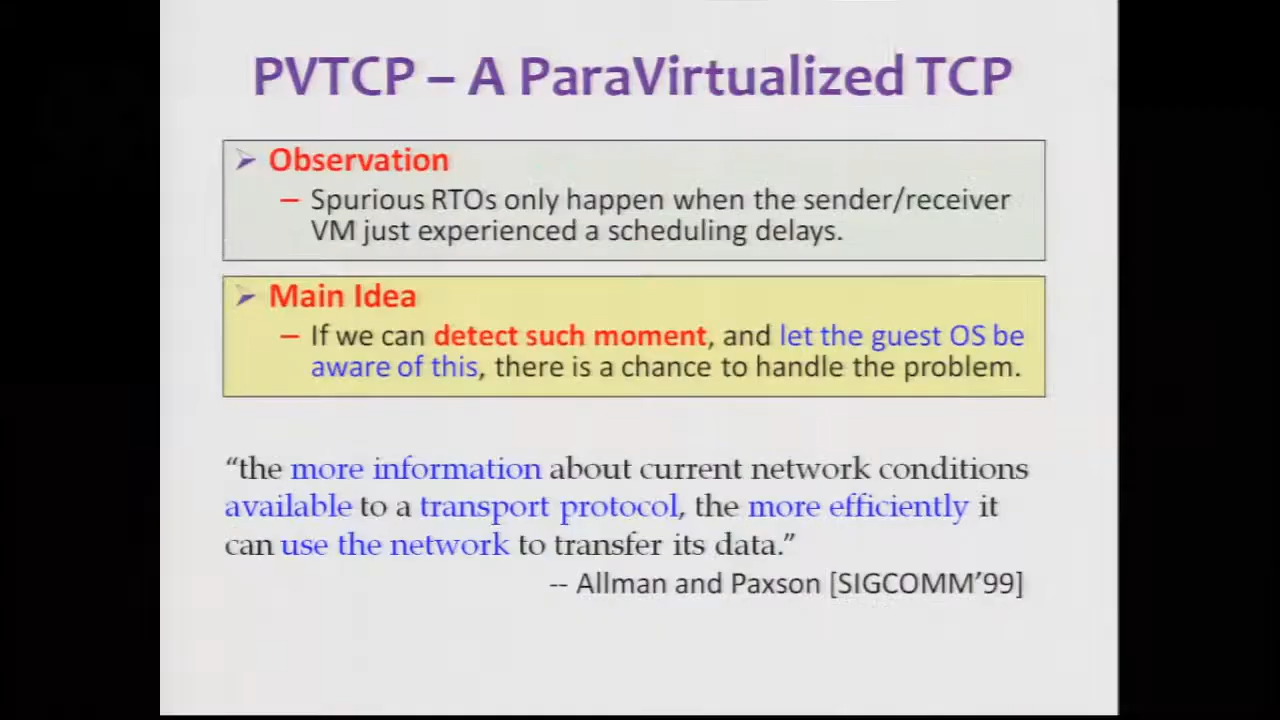 PVTCP – A ParaVirtualized TCP
➢ Observation
– Spurious RTOs only happen when the sender/receiver
VM just experienced a scheduling delays.
➢ Main Idea
– If we can detect such moment, and let the guest OS be
aware of this, there is a chance to handle the problem.
“the more information about current network conditions
available to a transport protocol, the more efficiently it
can use the network to transfer its data.”
-- Allman and Paxson [SIGCOMM’99]